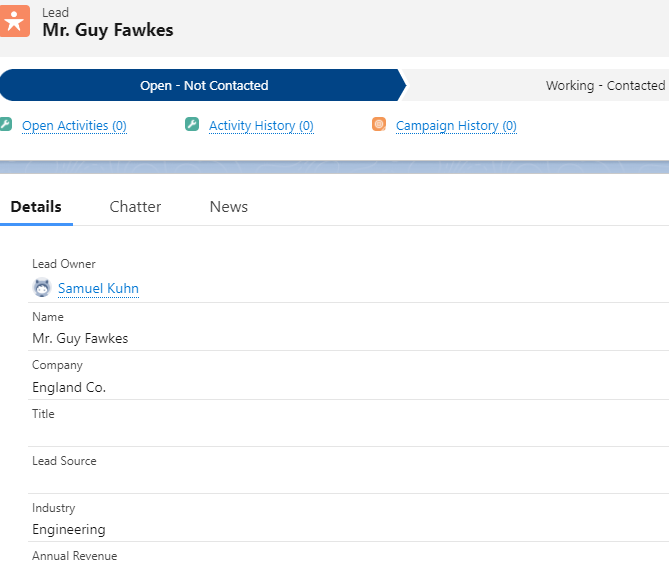 Lead
Mr. Guy Fawkes
Open - Not Contacted
Working - Contacted
Open Activities (0)
Activity History (0)
Campaign History (0)
Details
Chatter
News
Lead Owner
Samuel Kuhn
Name
Mr. Guy Fawkes
Company
England Co.
Title
Lead Source
Industry
Engineering
Annual Revenue